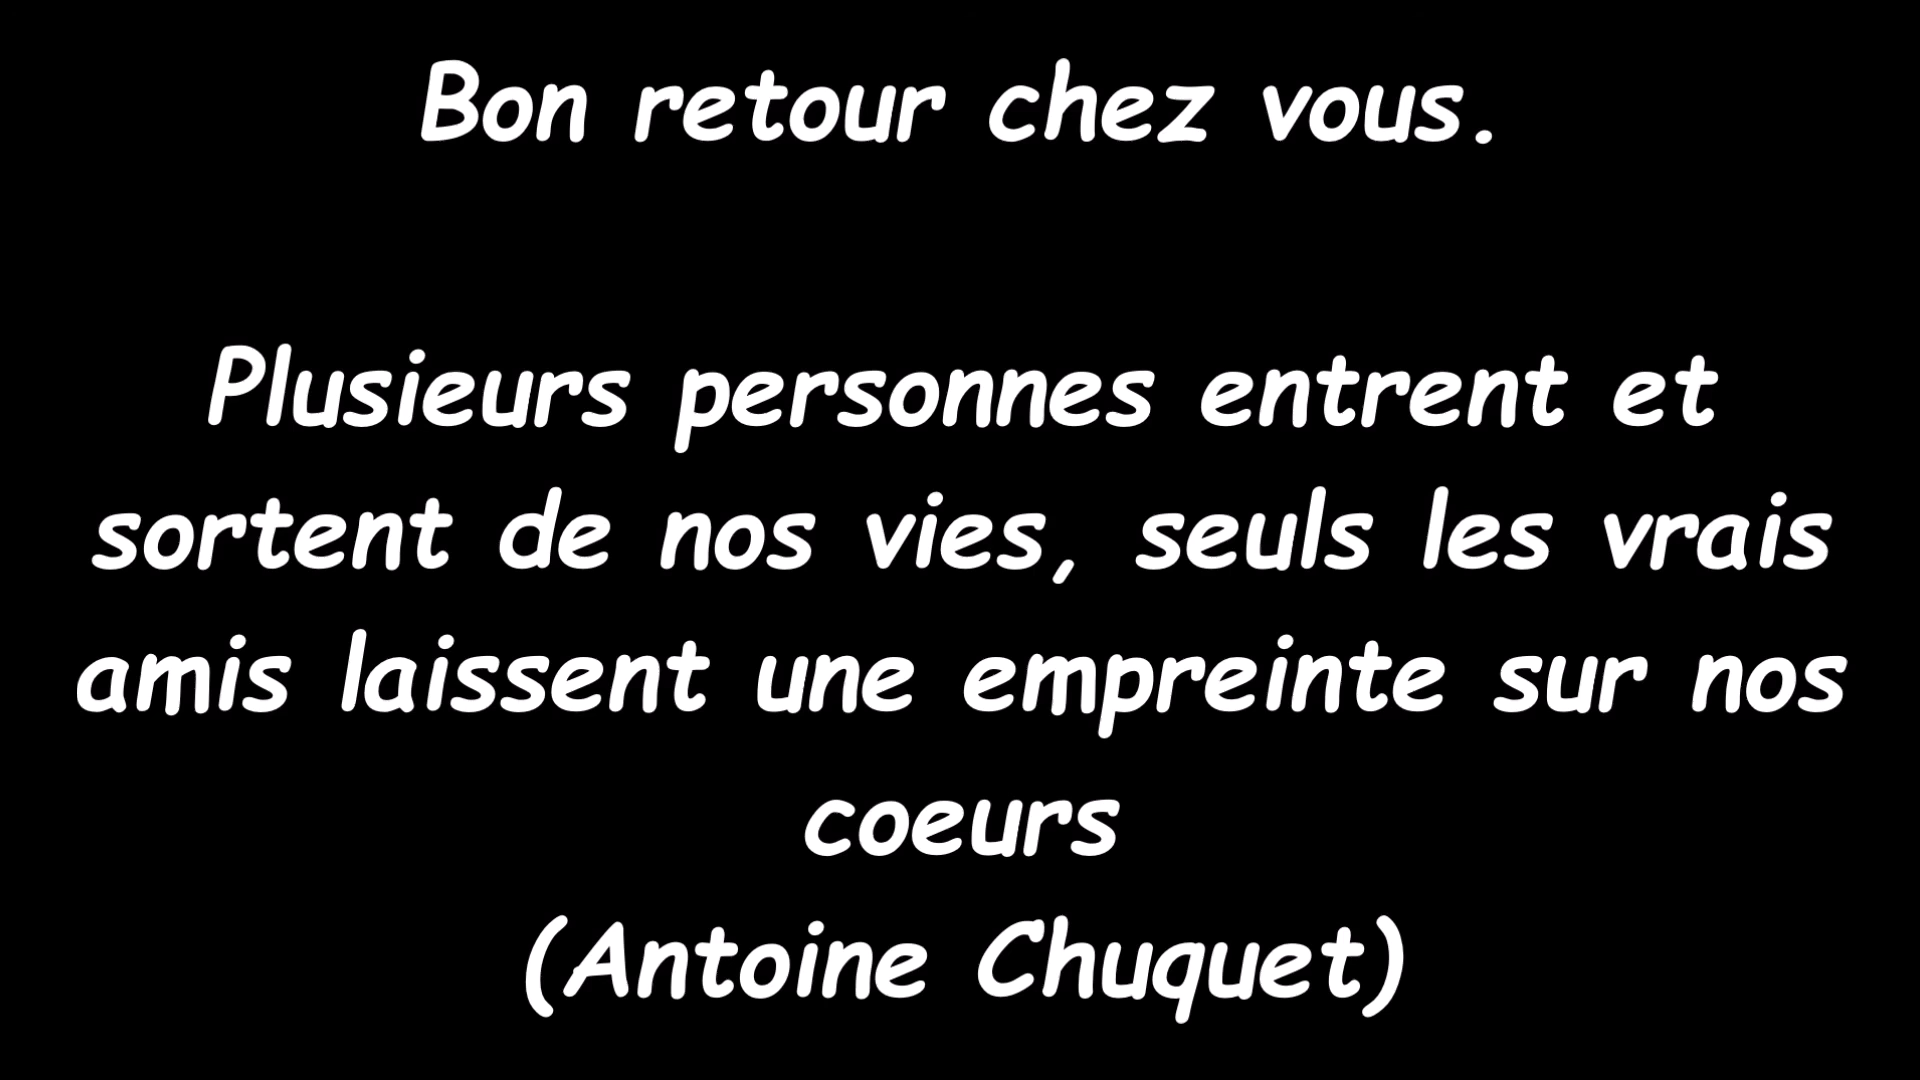 Bon retour chez vous.
Plusieurs personnes entrent et
sortent de nos vies, seuls les vrais
amis laissent une empreinte sur nos
coeurs
(Antoine Chuquet)